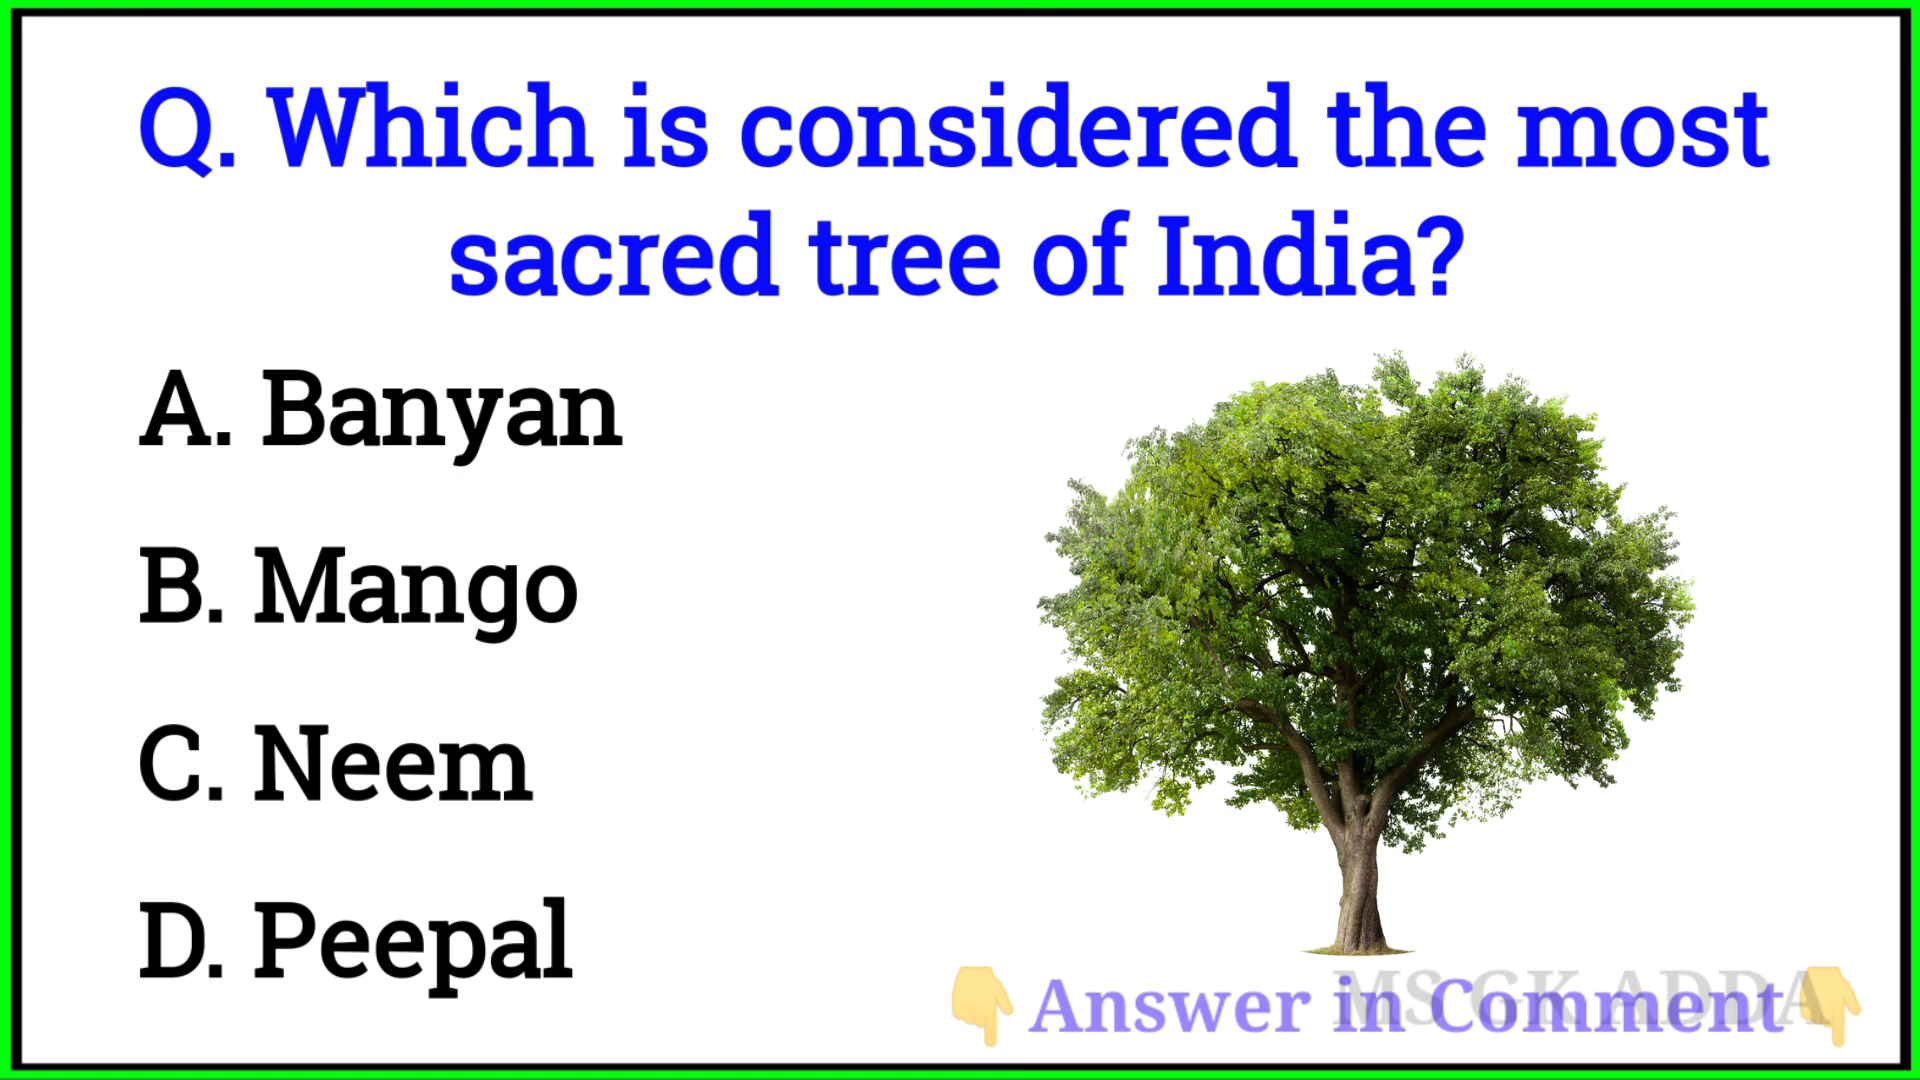 Q. Which is considered the most
sacred tree of India?
A. Banyan
B. Mango
C. Neem
D. Peepal
👇Answer in Comment👇
MS GK ADDA